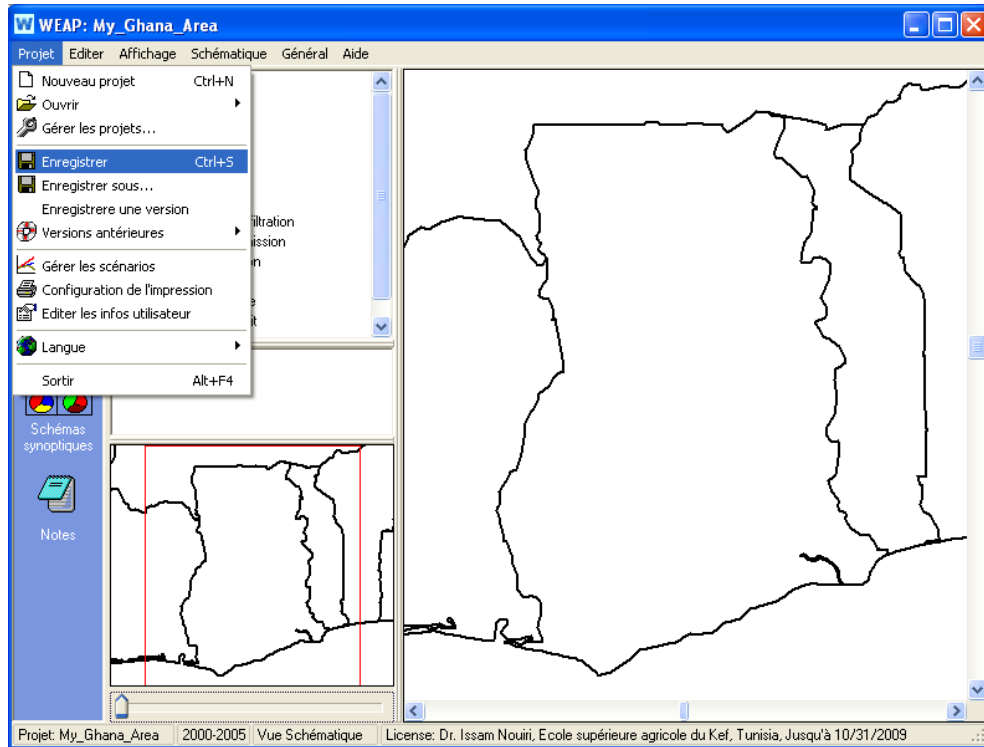 WEAP: My_Ghana_Area
Projet Editer Affichage Schématique Général Aide
Nouveau projet Ctrl+N
Ouvrir
Gérer les projets...
Enregistrer Ctrl+S
Enregistrer sous...
Enregistrere une version
Versions antérieures
Gérer les scénarios
Configuration de l'impression
Editer les infos utilisateur
Langue
Sortir Alt+F4
Schémas
synoptiques
Notes
Projet: My_Ghana_Area 2000-2005 Vue Schématique License: Dr. Issam Nouiri, Ecole supérieure agricole du Kef, Tunisia, Jusqu'à 10/31/2009